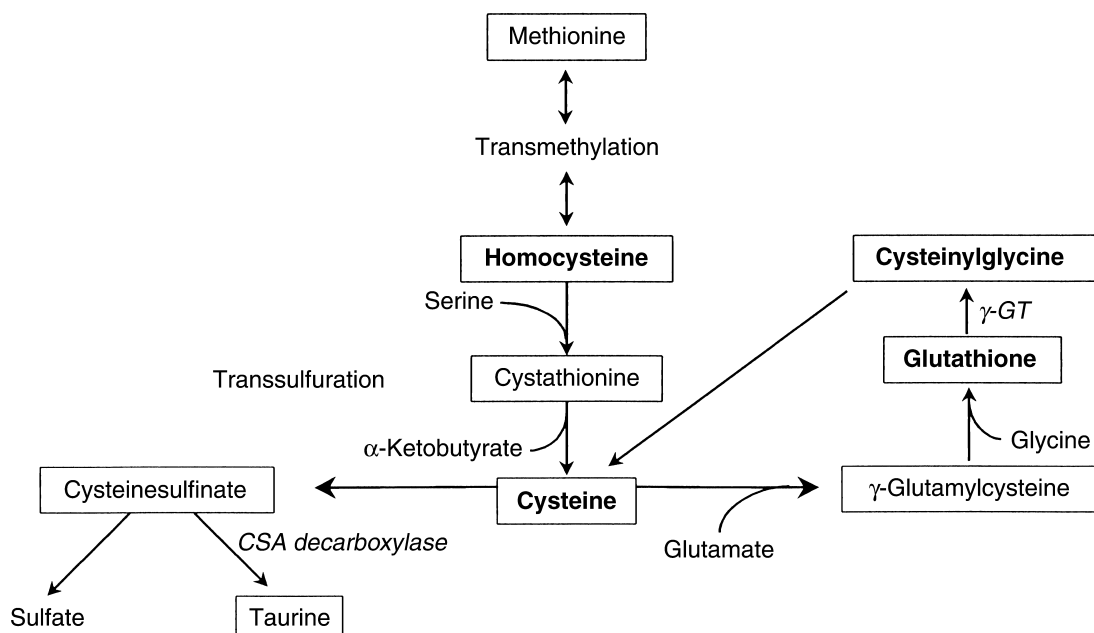 Methionine
Transmethylation
Homocysteine
Cysteinylglycine
Serine
γ-GT
Glutathione
Transsulfuration
Cystathionine
α-Ketobutyrate
Glycine
Cysteinesulfinate
Cysteine
γ-Glutamylcysteine
CSA decarboxylase
Glutamate
Sulfate
Taurine